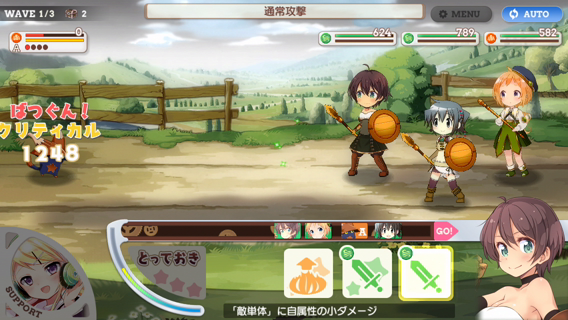 WAVE 1/3 2
通常攻撃
MENU
AUTO
0
A
624
789
582
ばつぐん！
クリティカル
1248
GO!
SUPPORT
とっておき
「敵単体」に自属性の小ダメージ